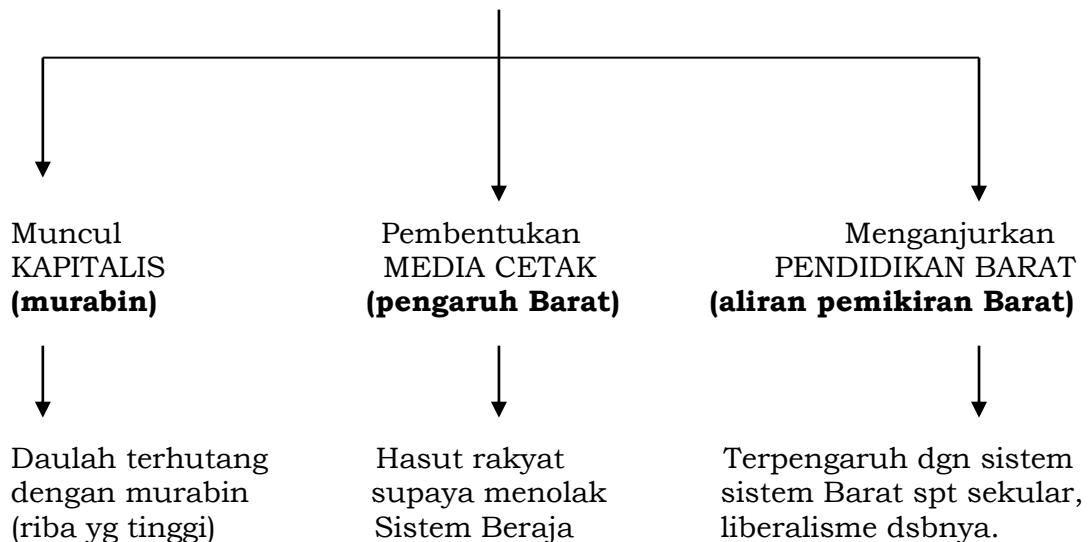 Muncul
KAPITALIS
(murabin)
Pembentukan
MEDIA CETAK
(pengaruh Barat)
Menganjurkan
PENDIDIKAN BARAT
(aliran pemikiran Barat)
Daulah terhutang
dengan murabin
(riba yg tinggi)
Hasut rakyat
supaya menolak
Sistem Beraja
Terpengaruh dgn sistem
sistem Barat spt sekular,
liberalisme dsbnya.